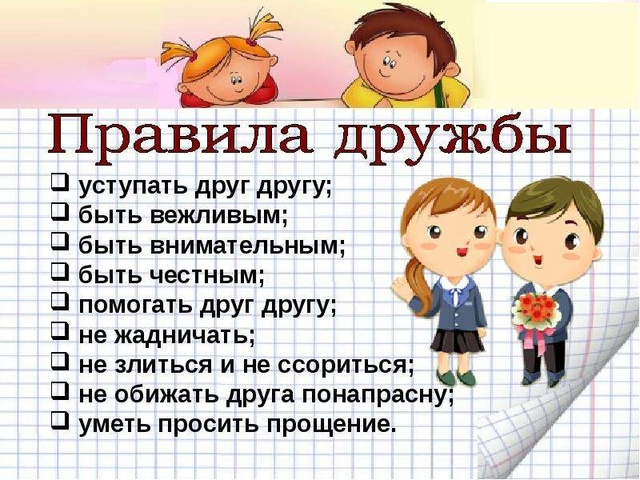 Правила дружбы
уступать друг другу;
быть вежливым;
быть внимательным;
быть честным;
помогать друг другу;
не жадничать;
не злиться и не ссориться;
не обижать друга понапрасну;
уметь просить прощение.